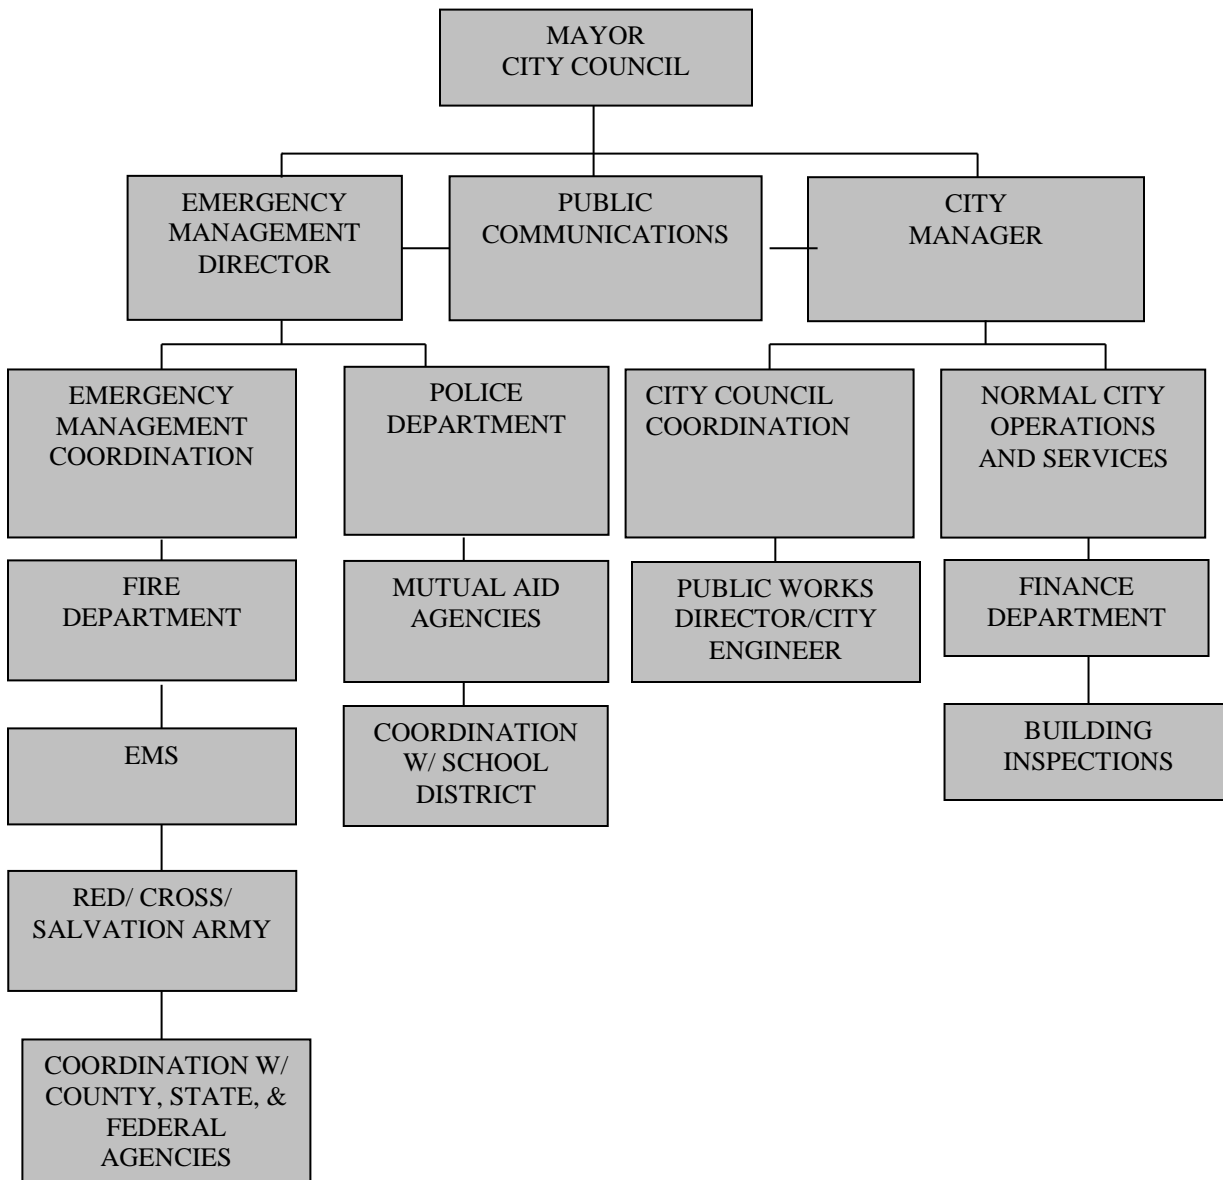 MAYOR
CITY COUNCIL
EMERGENCY
MANAGEMENT
DIRECTOR
PUBLIC
COMMUNICATIONS
CITY
MANAGER
EMERGENCY
MANAGEMENT
COORDINATION
POLICE
DEPARTMENT
CITY COUNCIL
COORDINATION
NORMAL CITY
OPERATIONS
AND SERVICES
FIRE
DEPARTMENT
MUTUAL AID
AGENCIES
PUBLIC WORKS
DIRECTOR/CITY
ENGINEER
FINANCE
DEPARTMENT
EMS
COORDINATION
W/ SCHOOL
DISTRICT
BUILDING
INSPECTIONS
RED/ CROSS/
SALVATION ARMY
COORDINATION W/
COUNTY, STATE, &
FEDERAL
AGENCIES